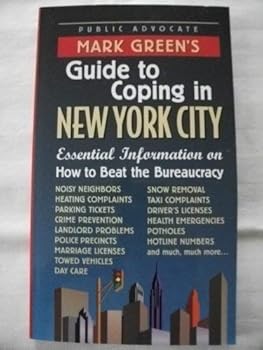 PUBLIC ADVOCATE
MARK GREEN'S
Guide to
Coping in
NEW YORK CITY
Essential Information on
How to Beat the Bureaucracy
NOISY NEIGHBORS
HEATING COMPLAINTS
PARKING TICKETS
CRIME PREVENTION
LANDLORD PROBLEMS
POLICE PRECINCTS
MARRIAGE LICENSES
TOWED VEHICLES
DAY CARE
SNOW REMOVAL
TAXI COMPLAINTS
DRIVER'S LICENSES
HEALTH EMERGENCIES
POTHOLES
HOTLINE NUMBERS
and much, much more...